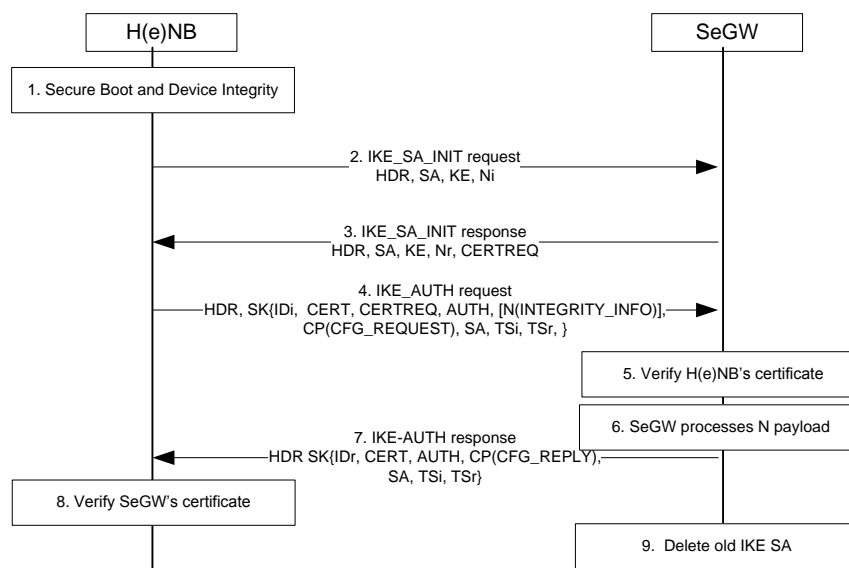 H(e)NB
SeGW
1. Secure Boot and Device Integrity
2. IKE_SA_INIT request
HDR, SA, KE, Ni
3. IKE_SA_INIT response
HDR, SA, KE, Nr, CERTREQ
4. IKE_AUTH request
HDR, SK{IDi, CERT, CERTREQ, AUTH, [N(INTEGRITY_INFO)],
CP(CFG_REQUEST), SA, TSi, TSr, }
5. Verify H(e)NB's certificate
6. SeGW processes N payload
7. IKE-AUTH response
HDR SK{IDr, CERT, AUTH, CP(CFG_REPLY),
SA, TSi, TSr}
8. Verify SeGW's certificate
9. Delete old IKE SA